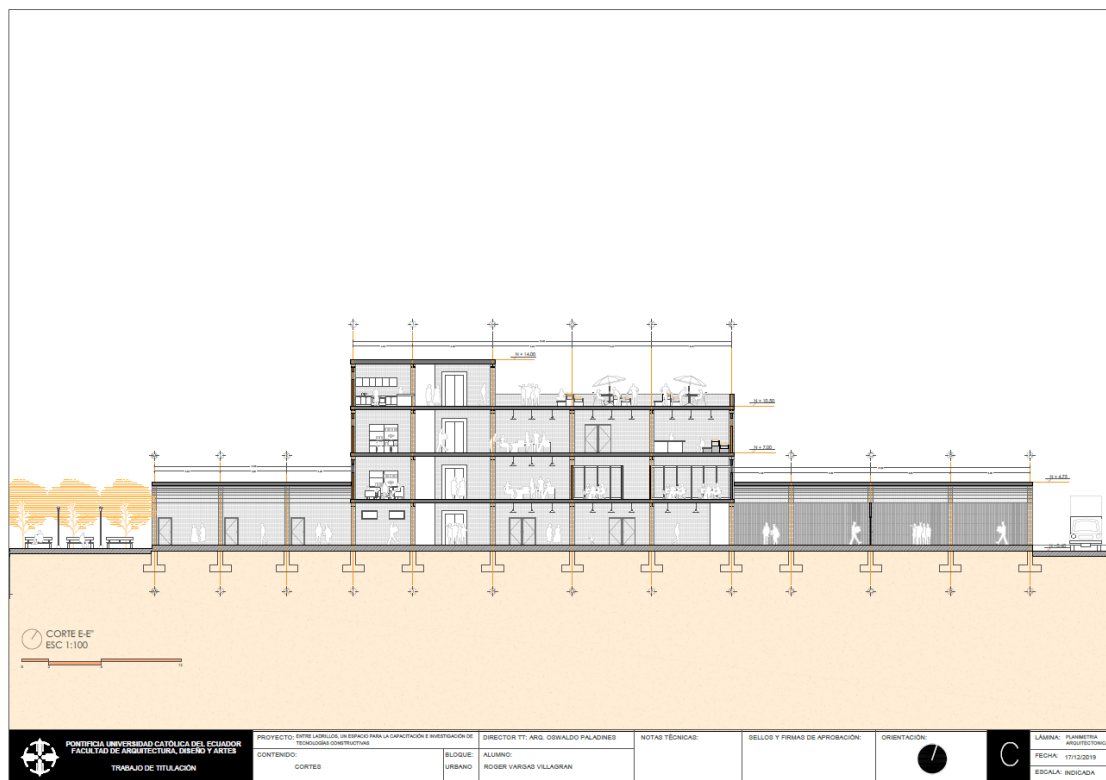 N + 14,00
N + 10,50
N + 7,00
N + 4,75
CORTE E-E"
ESC 1:100
PONTIFICIA UNIVERSIDAD CATÓLICA DEL ECUADOR
FACULTAD DE ARQUITECTURA, DISEÑO Y ARTES
TRABAJO DE TITULACIÓN
PROYECTO: ENTRE LADRILLOS, UN ESPACIO PARA LA CAPACITACIÓN E INVESTIGACIÓN DE
TECNOLOGÍAS CONSTRUCTIVAS
CONTENIDO:
CORTES
BLOQUE:
URBANO
DIRECTOR TT: ARQ. OSWALDO PALADINES
ALUMNO:
ROGER VARGAS VILLAGRAN
NOTAS TÉCNICAS:
SELLOS Y FIRMAS DE APROBACIÓN:
ORIENTACIÓN:
C
LÁMINA: PLANIMETRIA
ARQUITECTONICA
FECHA: 17/12/2019
ESCALA: INDICADA